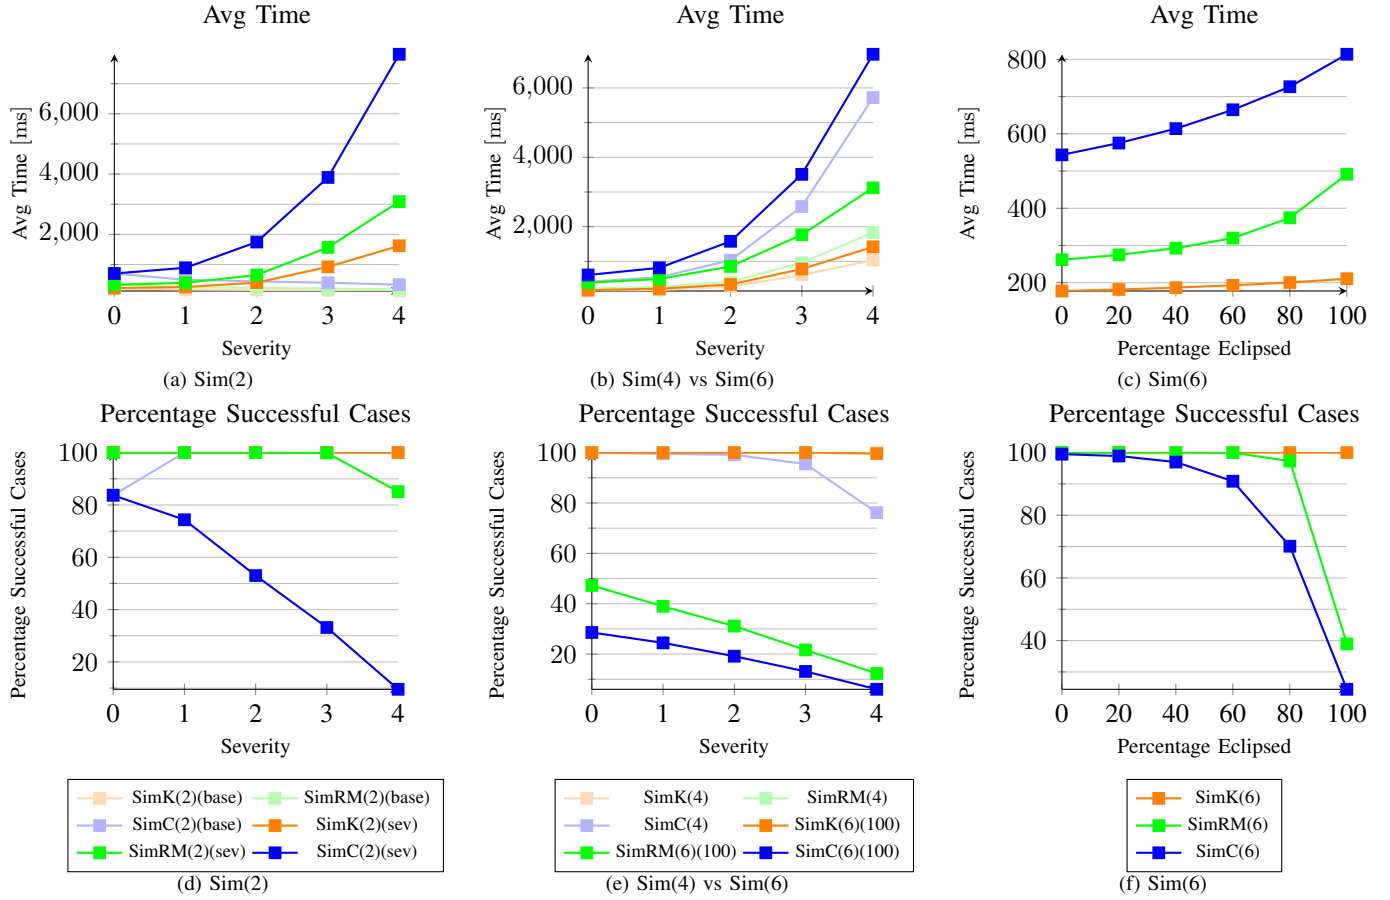 Avg Time
Avg Time [ms]
6,000
4,000
2,000
0 1 2 3 4
Severity
(a) Sim(2)
Avg Time
Avg Time [ms]
6,000
4,000
2,000
0 1 2 3 4
Severity
(b) Sim(4) vs Sim(6)
Avg Time
Avg Time [ms]
800
600
400
200
0 20 40 60 80 100
Percentage Eclipsed
(c) Sim(6)
Percentage Successful Cases
Percentage Successful Cases
100
80
60
40
20
0 1 2 3 4
Severity
SimK(2)(base) SimRM(2)(base)
SimC(2)(base) SimK(2)(sev)
SimRM(2)(sev) SimC(2)(sev)
(d) Sim(2)
Percentage Successful Cases
Percentage Successful Cases
100
80
60
40
20
0 1 2 3 4
Severity
SimK(4) SimRM(4)
SimC(4) SimK(6)(100)
SimRM(6)(100) SimC(6)(100)
(e) Sim(4) vs Sim(6)
Percentage Successful Cases
Percentage Successful Cases
100
80
60
40
0 20 40 60 80 100
Percentage Eclipsed
SimK(6)
SimRM(6)
SimC(6)
(f) Sim(6)